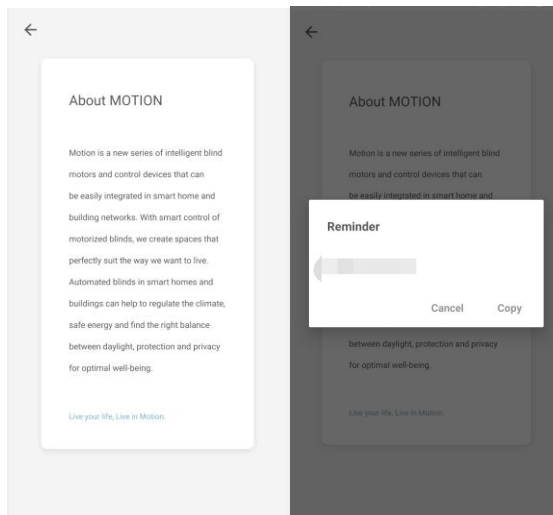 About MOTION
Motion is a new series of intelligent blind
motors and control devices that can
be easily integrated in smart home and
building networks. With smart control of
motorized blinds, we create spaces that
perfectly suit the way we want to live.
Automated blinds in smart homes and
buildings can help to regulate the climate,
safe energy and find the right balance
between daylight, protection and privacy
for optimal well-being.
Live your life, Live in Motion.
About MOTION
Motion is a new series of intelligent blind
motors and control devices that can
be easily integrated in smart home and
Reminder
Cancel Copy
between daylight, protection and privacy
for optimal well-being.
Live your life, Live in Motion.